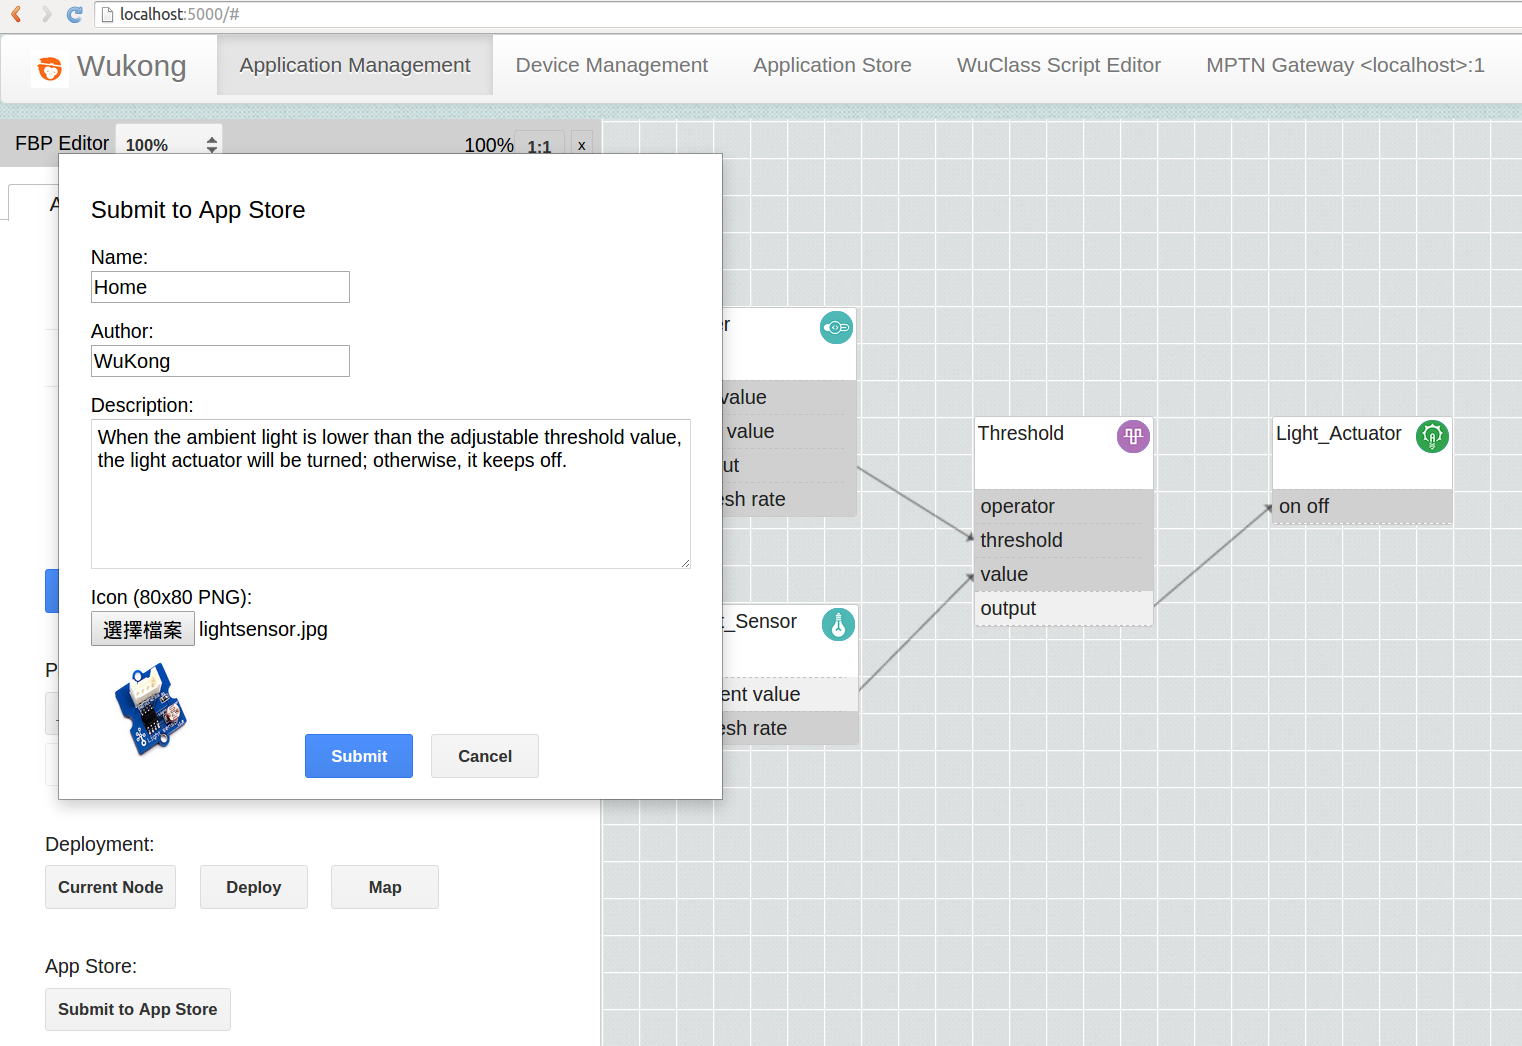 localhost:5000/#
Wukong
Application Management
Device Management
Application Store
WuClass Script Editor
MPTN Gateway <localhost>:1
FBP Editor
100%
100%
1:1
x
Submit to App Store
Name:
Home
Author:
WuKong
Description:
When the ambient light is lower than the adjustable threshold value,
the light actuator will be turned; otherwise, it keeps off.
Icon (80x80 PNG):
選擇檔案 lightsensor.jpg
Submit
Cancel
Deployment:
Current Node
Deploy
Map
App Store:
Submit to App Store
value
value
_Sensor
value
rate
rate
Threshold
operator
threshold
value
output
Light_Actuator
on off